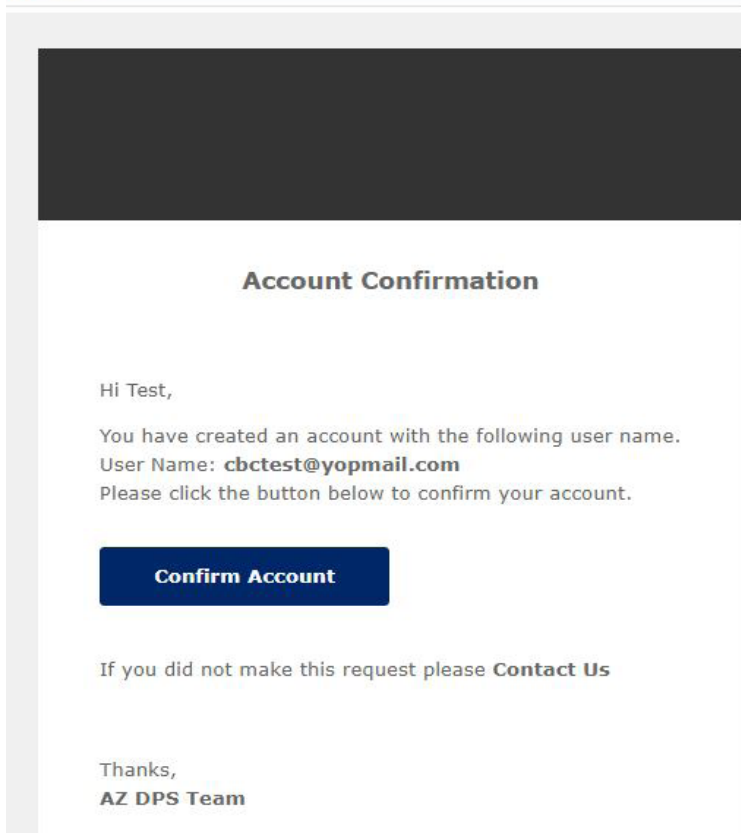 Account Confirmation
Hi Test,
You have created an account with the following user name.
User Name: cbctest@yopmail.com
Please click the button below to confirm your account.
Confirm Account
If you did not make this request please Contact Us
Thanks,
AZ DPS Team